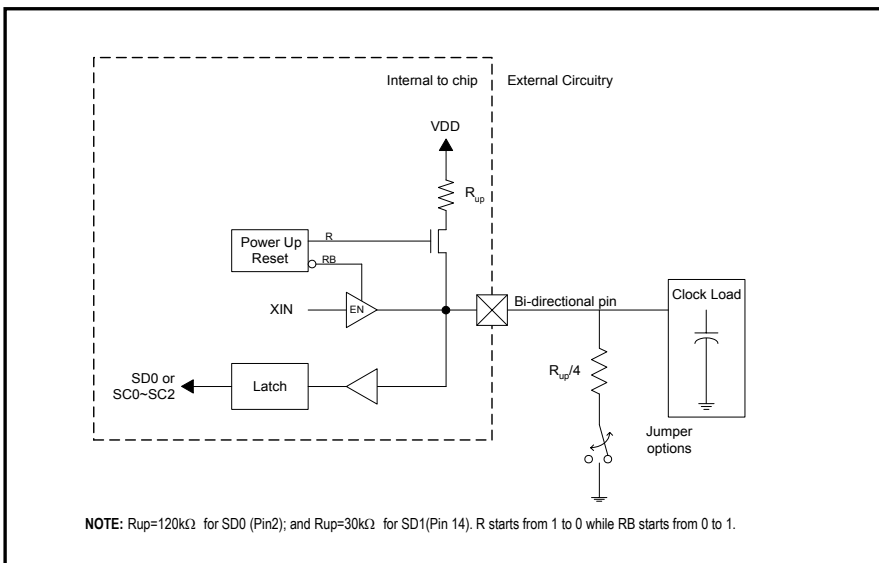 Internal to chip
External Circuitry
VDD
Rup
Power Up
Reset
R
RB
XIN
EN
Bi-directional pin
Clock Load
SD0 or
SC0~SC2
Latch
Rup/4
Jumper
options
NOTE: Rup=120kΩ for SD0 (Pin2); and Rup=30kΩ for SD1(Pin 14). R starts from 1 to 0 while RB starts from 0 to 1.